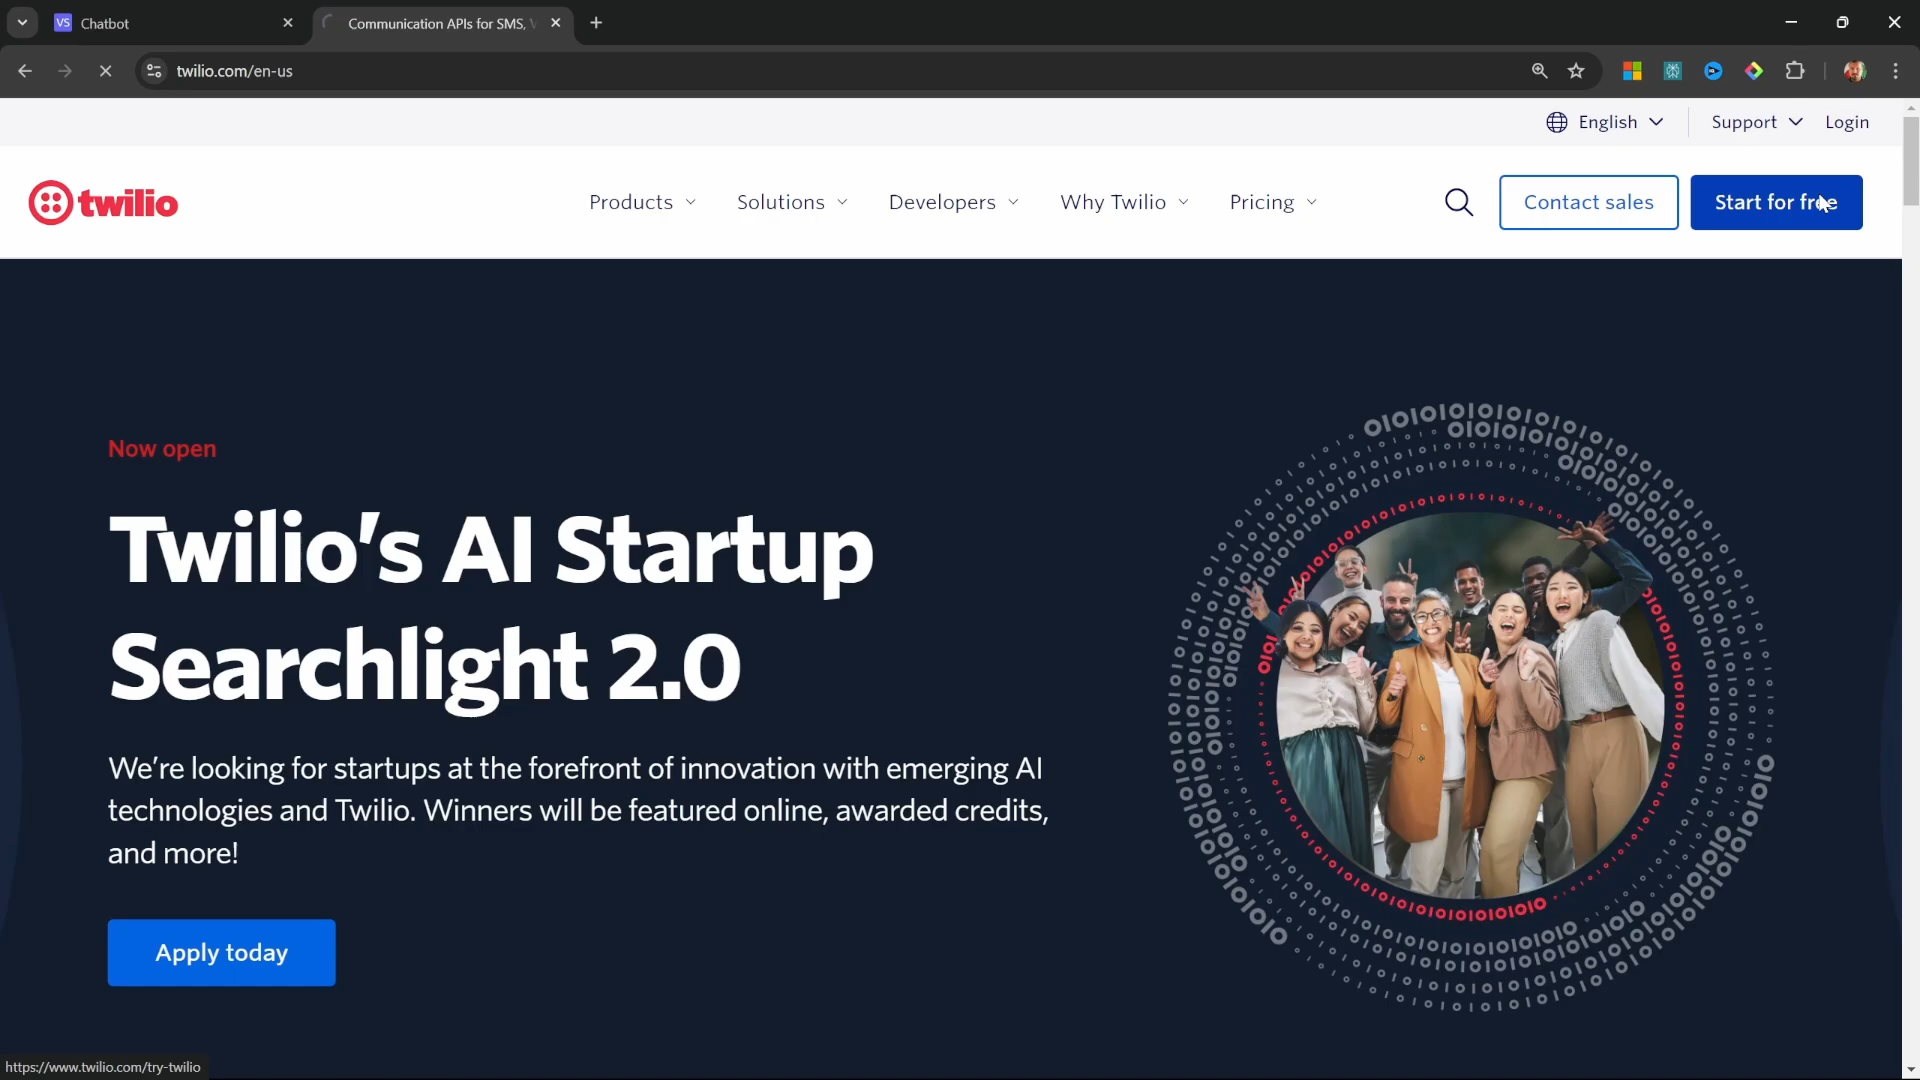 VS Chatbot
Communication APIs for SMS, V
twilio.com/en-us
English
Support
Login
twilio
Products
Solutions
Developers
Why Twilio
Pricing
Contact sales
Start for free
Now open
Twilio's AI Startup
Searchlight 2.0
We're looking for startups at the forefront of innovation with emerging AI
technologies and Twilio. Winners will be featured online, awarded credits,
and more!
Apply today
https://www.twilio.com/try-twilio